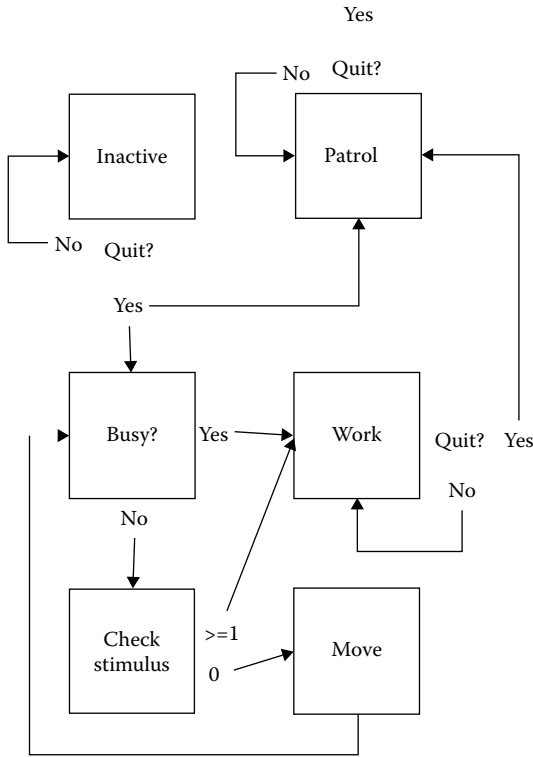 Yes
No
Quit?
Inactive
Patrol
No
Quit?
Yes
Busy?
Yes
Work
Quit?
Yes
No
No
Check
stimulus
>=1
0
Move